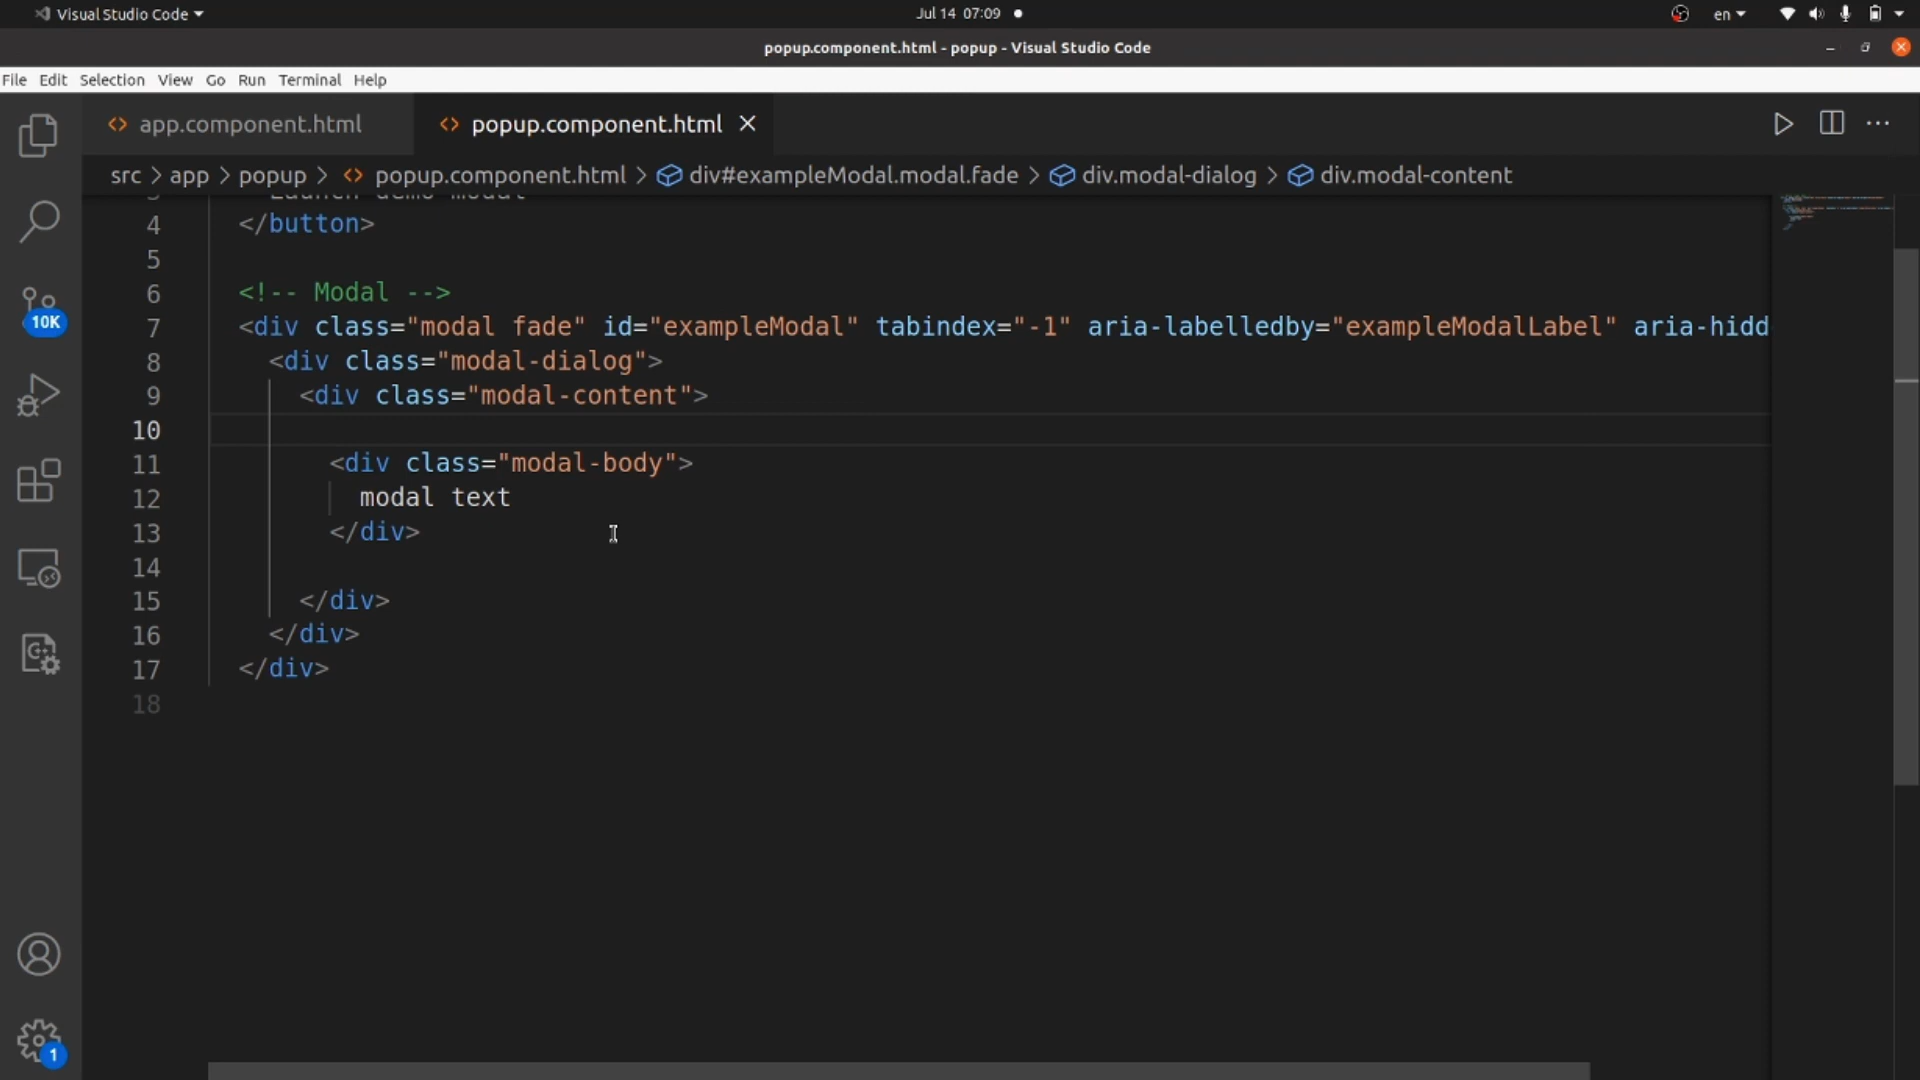 Visual Studio Code
Jul 14 07:09
en
popup.component.html - popup - Visual Studio Code
File Edit Selection View Go Run Terminal Help
app.component.html
popup.component.html
src > app > popup > popup.component.html > div#exampleModal.modal.fade > div.modal-dialog > div.modal-content
4 </button>
5
6 <!-- Modal -->
7 <div class="modal fade" id="exampleModal" tabindex="-1" aria-labelledby="exampleModalLabel" aria-hidd
8 <div class="modal-dialog">
9 <div class="modal-content">
10
11 <div class="modal-body">
12 modal text
13 </div>
14
15 </div>
16 </div>
17 </div>
18
10K
1